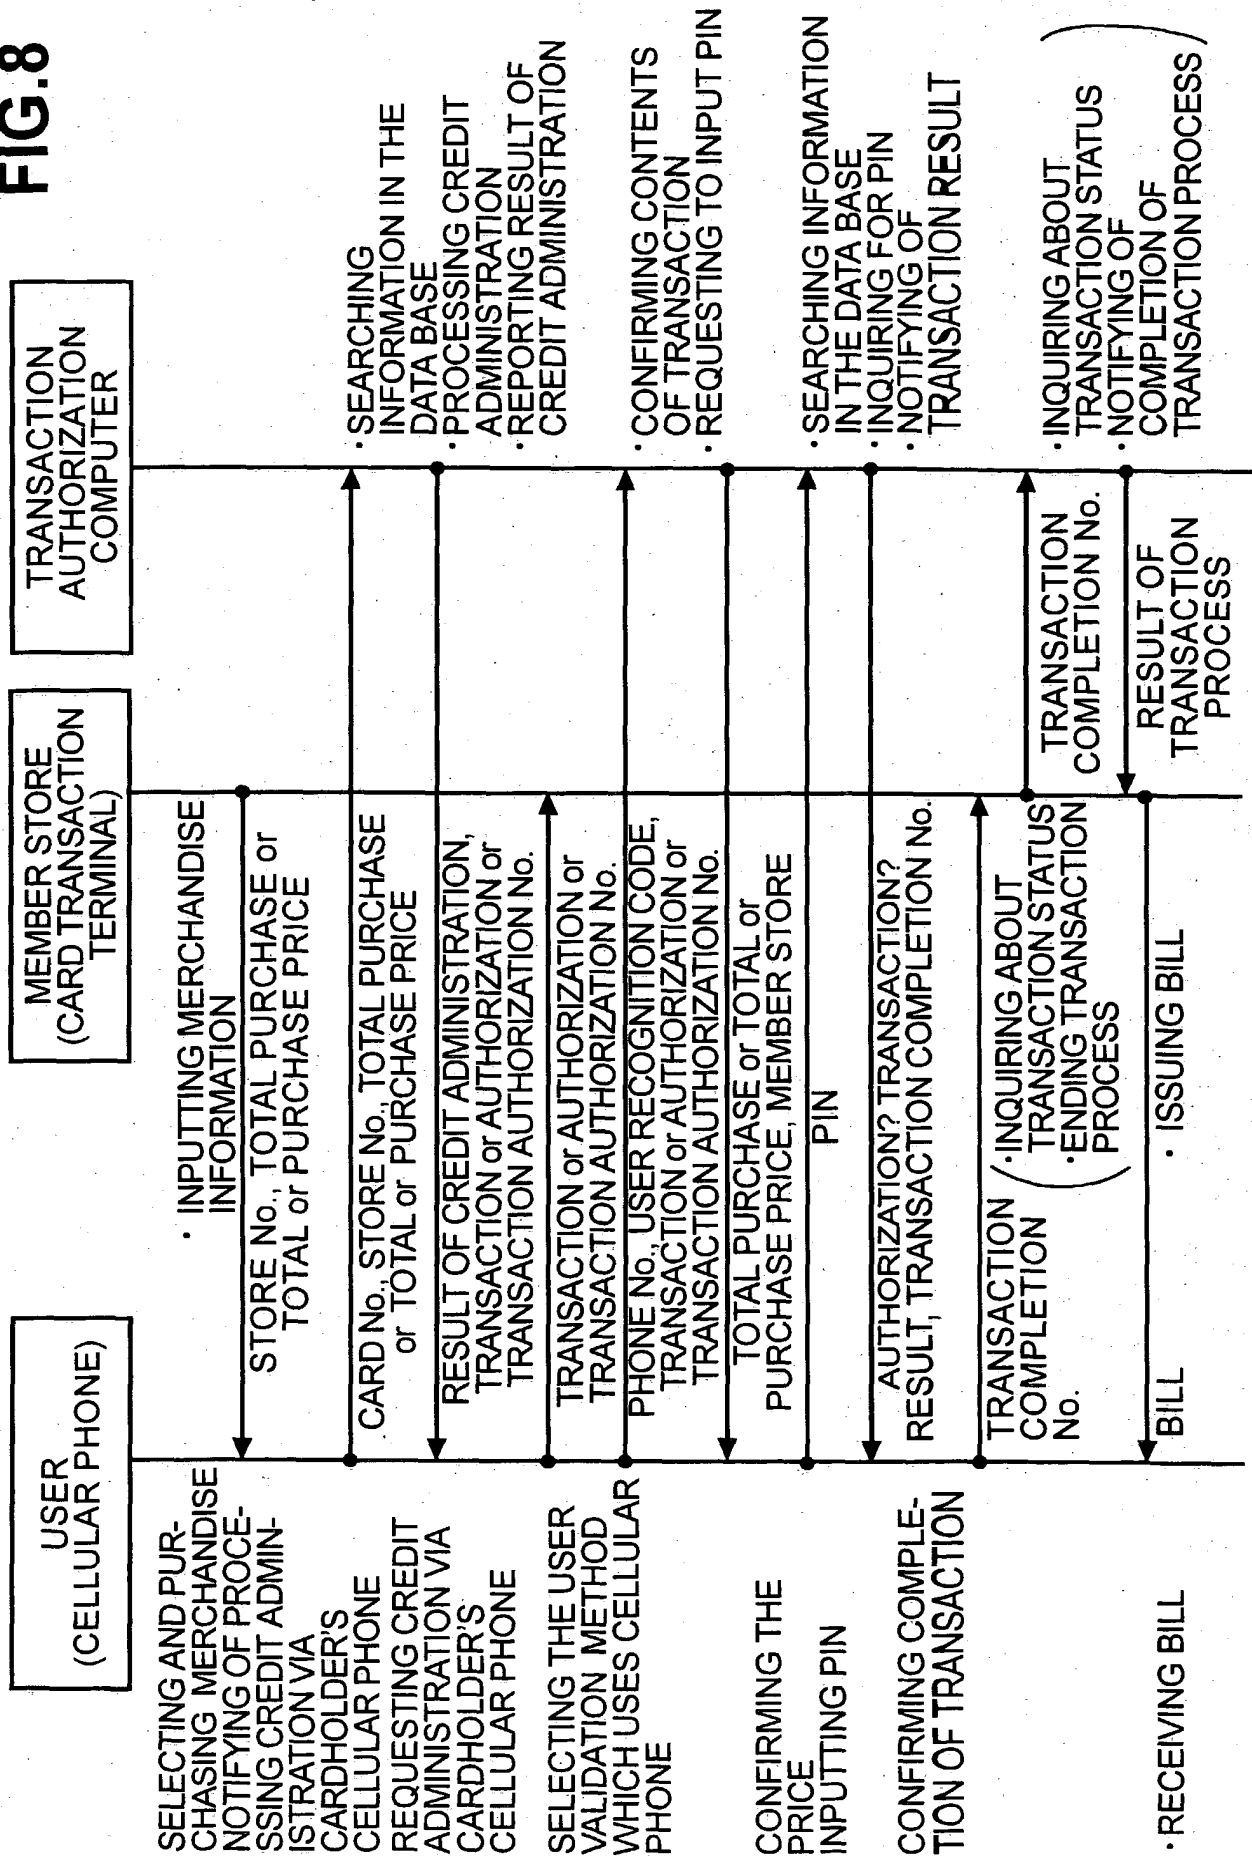 FIG.8
USER
(CELLULAR PHONE)
MEMBER STORE
(CARD TRANSACTION
TERMINAL)
TRANSACTION
AUTHORIZATION
COMPUTER
SELECTING AND PUR-
CHASING MERCHANDISE
NOTIFYING OF PROCE-
SSING CREDIT ADMIN-
ISTRATION VIA
CARDHOLDER'S
CELLULAR PHONE
REQUESTING CREDIT
ADMINISTRATION VIA
CARDHOLDER'S
CELLULAR PHONE
SELECTING THE USER
VALIDATION METHOD
WHICH USES CELLULAR
PHONE
CONFIRMING THE
PRICE
INPUTTING PIN
CONFIRMING COMPLE-
TION OF TRANSACTION
· RECEIVING BILL
· INPUTTING MERCHANDISE
INFORMATION
STORE No., TOTAL PURCHASE or
TOTAL or PURCHASE PRICE
CARD No., STORE No., TOTAL PURCHASE
or TOTAL or PURCHASE PRICE
RESULT OF CREDIT ADMINISTRATION,
TRANSACTION or AUTHORIZATION or
TRANSACTION AUTHORIZATION No.
TRANSACTION or AUTHORIZATION or
TRANSACTION AUTHORIZATION No.
PHONE No., USER RECOGNITION CODE,
TRANSACTION or AUTHORIZATION or
TRANSACTION AUTHORIZATION No.
TOTAL PURCHASE or TOTAL or
PURCHASE PRICE, MEMBER STORE
PIN
AUTHORIZATION? TRANSACTION?
RESULT, TRANSACTION COMPLETION No.
TRANSACTION
COMPLETION
No.
( · INQUIRING ABOUT
TRANSACTION STATUS
· ENDING TRANSACTION
PROCESS )
BILL
· ISSUING BILL
TRANSACTION
COMPLETION No.
RESULT OF
TRANSACTION
PROCESS
· SEARCHING
INFORMATION IN THE
DATA BASE
· PROCESSING CREDIT
ADMINISTRATION
· REPORTING RESULT OF
CREDIT ADMINISTRATION
· CONFIRMING CONTENTS
OF TRANSACTION
· REQUESTING TO INPUT PIN
· SEARCHING INFORMATION
IN THE DATA BASE
· INQUIRING FOR PIN
· NOTIFYING OF
TRANSACTION RESULT
· INQUIRING ABOUT
TRANSACTION STATUS
· NOTIFYING OF
COMPLETION OF
TRANSACTION PROCESS )